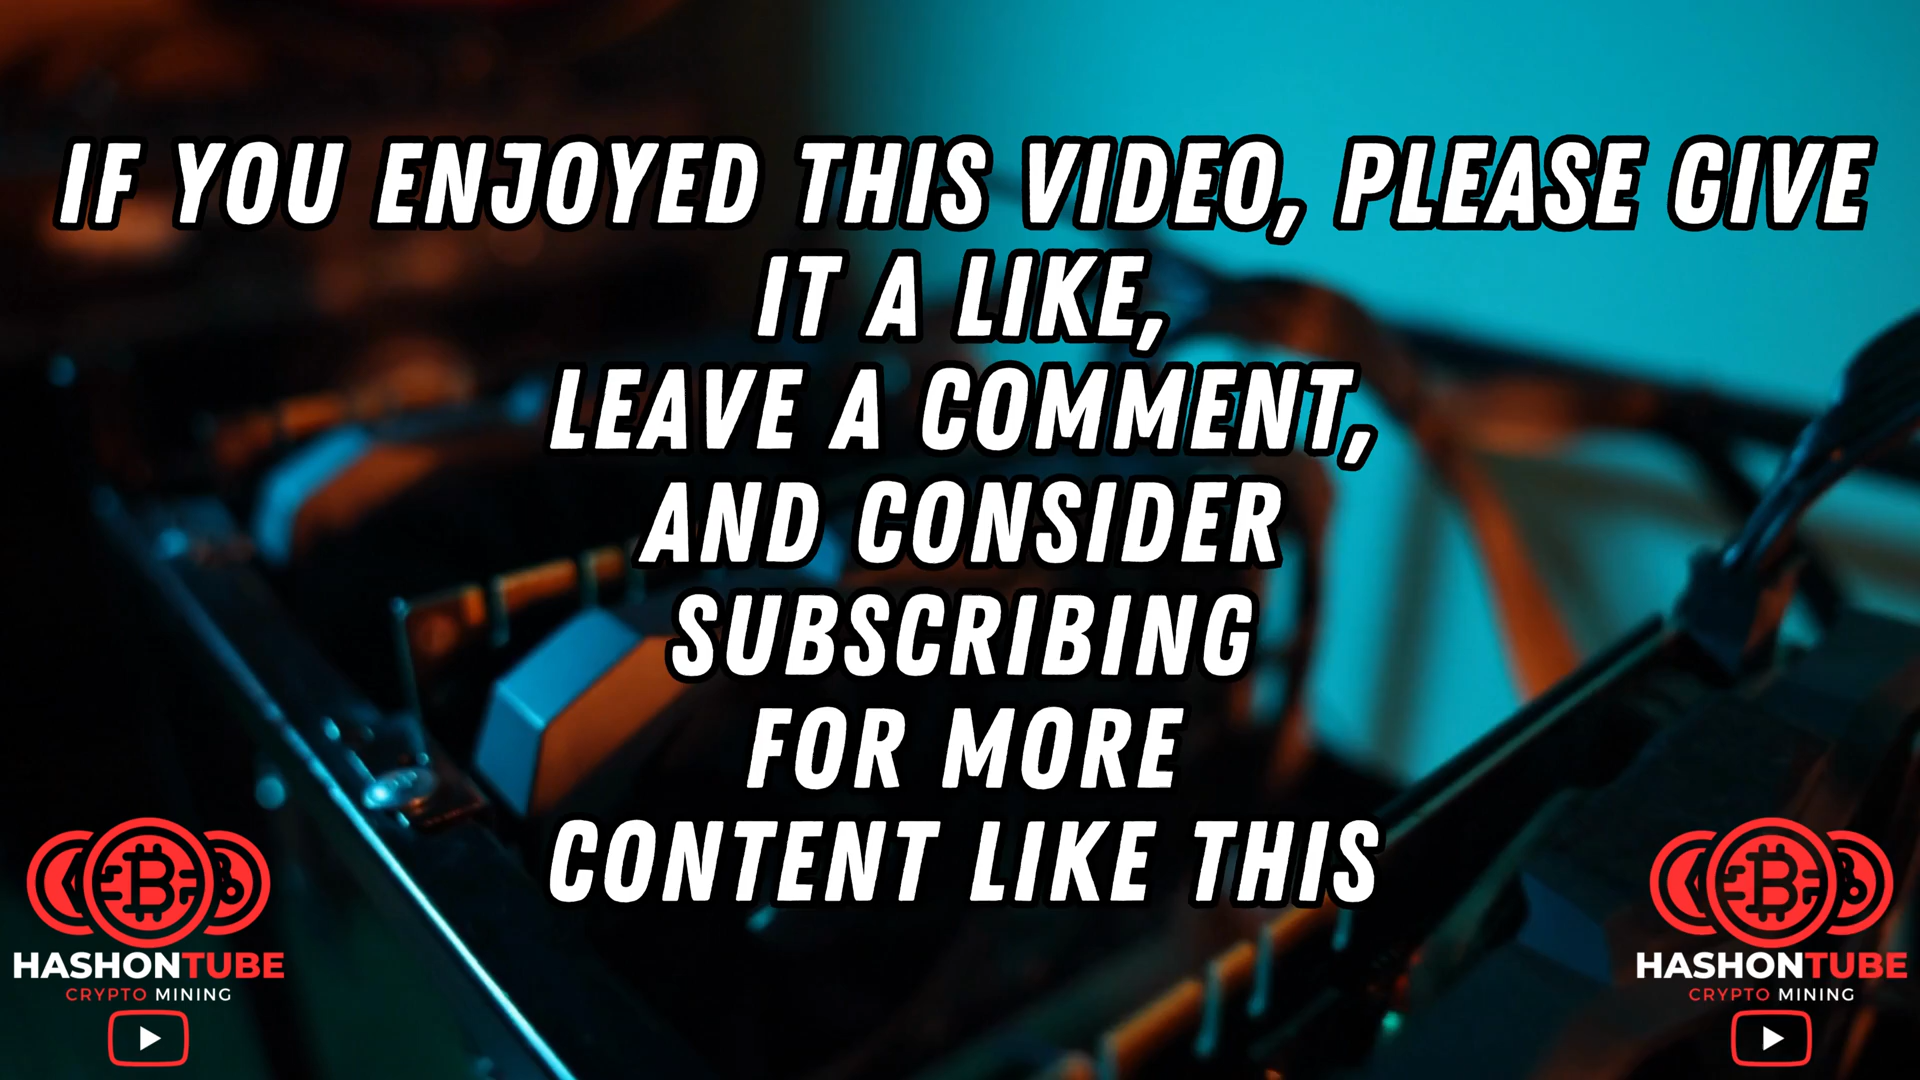 IF YOU ENJOYED THIS VIDEO, PLEASE GIVE
IT A LIKE,
LEAVE A COMMENT,
AND CONSIDER
SUBSCRIBING
FOR MORE
CONTENT LIKE THIS
HASHONTUBE
CRYPTO MINING
HASHONTUBE
CRYPTO MINING